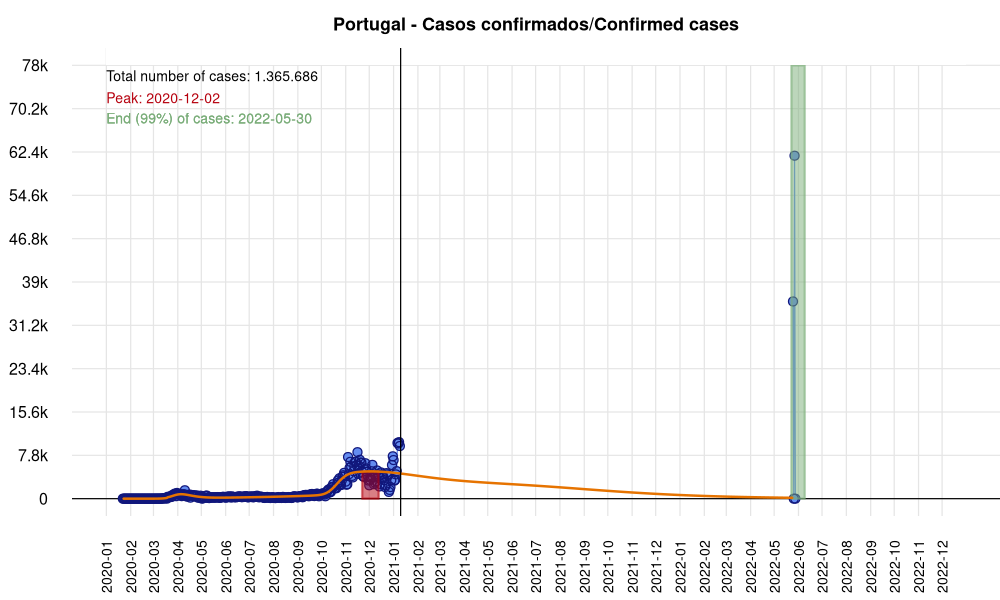 Portugal - Casos confirmados/Confirmed cases
Total number of cases: 1.365.686
Peak: 2020-12-02
End (99%) of cases: 2022-05-30
78k
70.2k
62.4k
54.6k
46.8k
39k
31.2k
23.4k
15.6k
7.8k
0
2020-01
2020-02
2020-03
2020-04
2020-05
2020-06
2020-07
2020-08
2020-09
2020-10
2020-11
2020-12
2021-01
2021-02
2021-03
2021-04
2021-05
2021-06
2021-07
2021-08
2021-09
2021-10
2021-11
2021-12
2022-01
2022-02
2022-03
2022-04
2022-05
2022-06
2022-07
2022-08
2022-09
2022-10
2022-11
2022-12